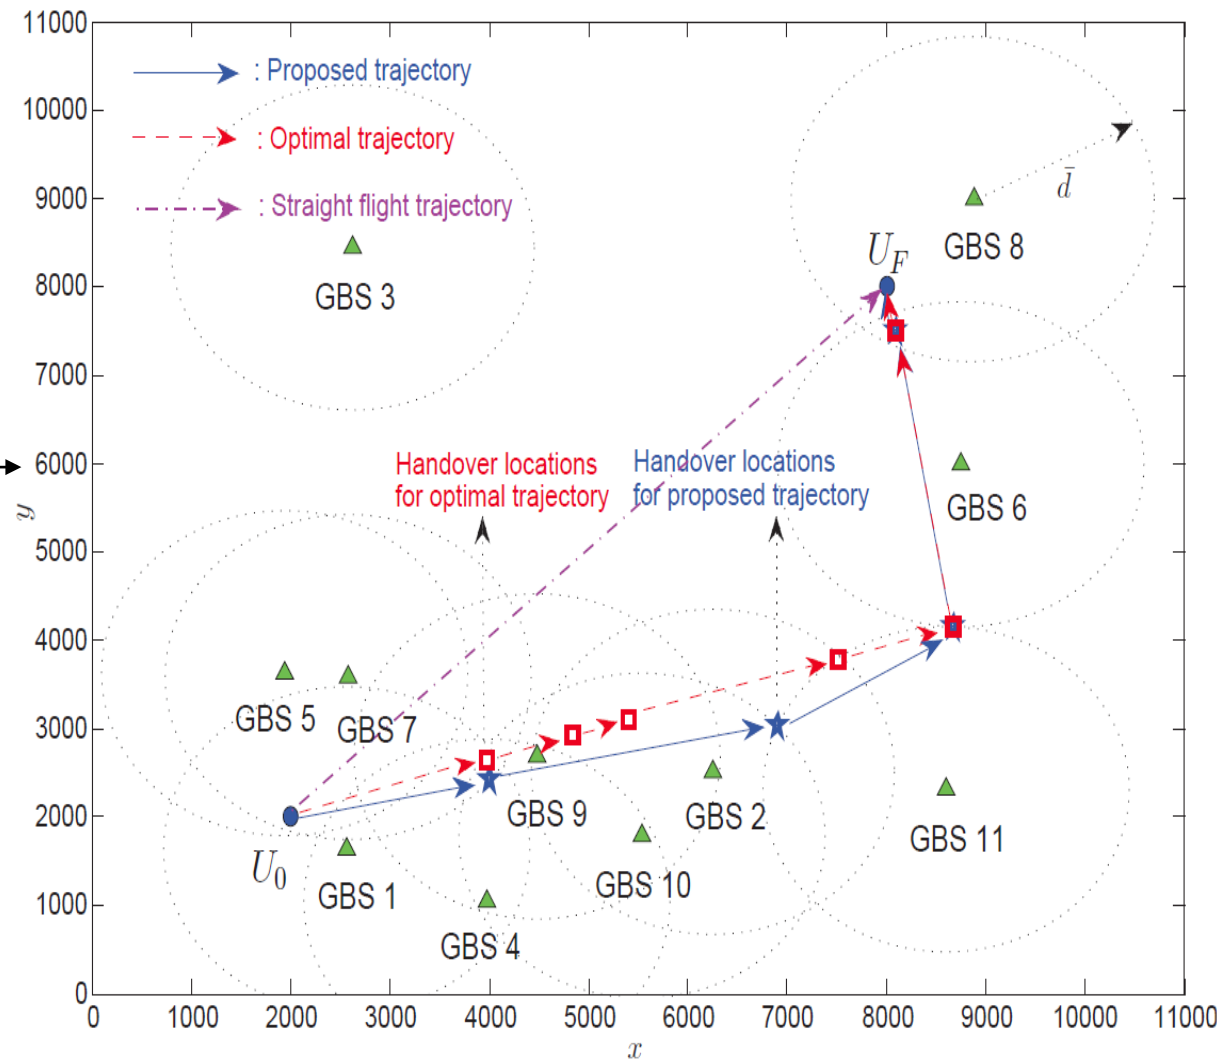 11000
10000
9000
8000
7000
6000
5000
4000
3000
2000
1000
0
y
: Proposed trajectory
: Optimal trajectory
: Straight flight trajectory
d̄
GBS 8
U_F
GBS 3
Handover locations
for optimal trajectory
Handover locations
for proposed trajectory
GBS 6
GBS 5
GBS 7
GBS 9
GBS 2
GBS 11
U_0
GBS 1
GBS 10
GBS 4
0 1000 2000 3000 4000 5000 6000 7000 8000 9000 10000 11000
x